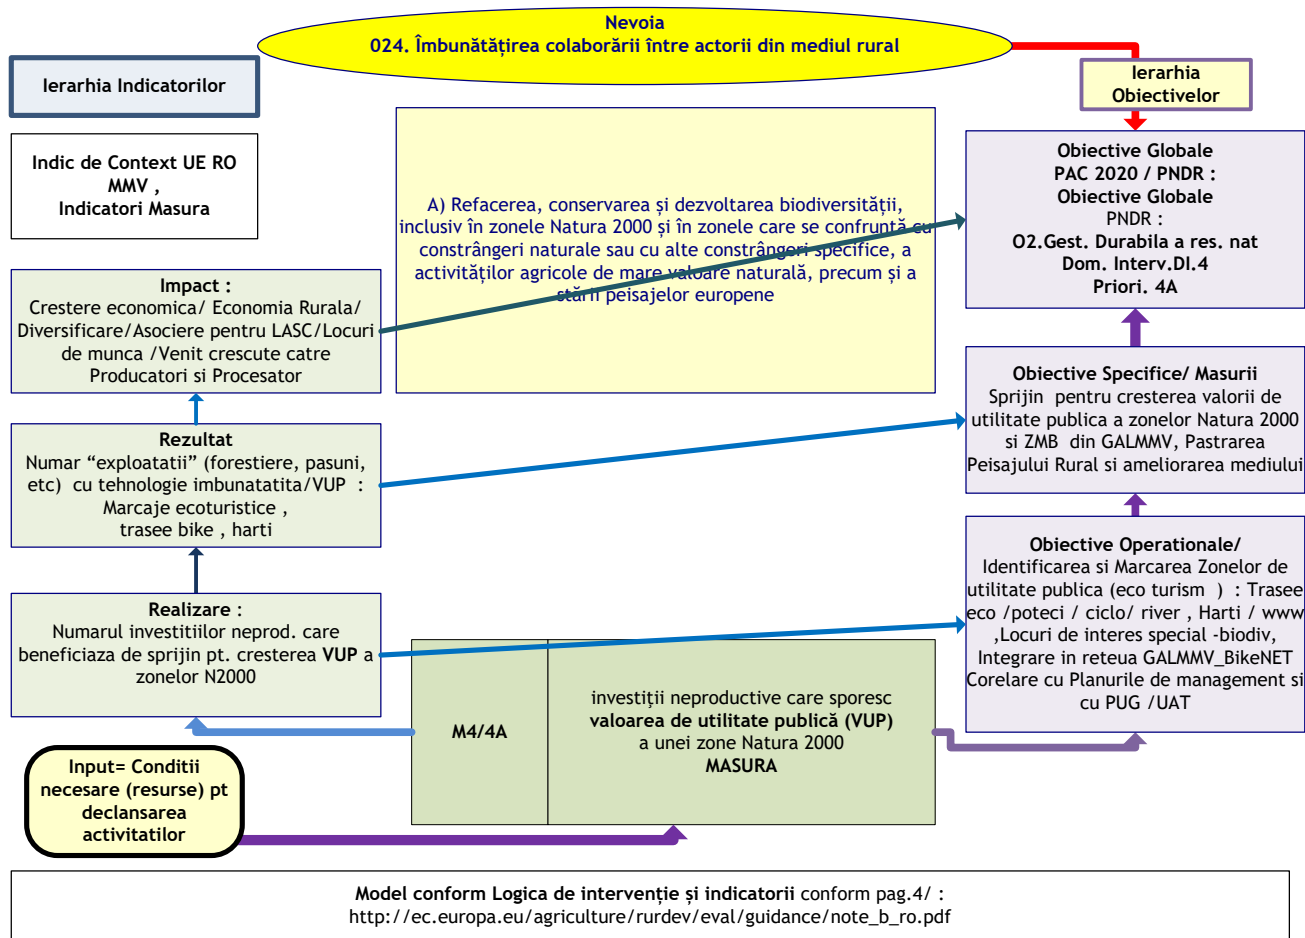 Nevoia
024. Îmbunătățirea colaborării între actorii din mediul rural
Ierarhia Indicatorilor
Ierarhia
Obiectivelor
Indic de Context UE RO
MMV ,
Indicatori Masura
A) Refacerea, conservarea și dezvoltarea biodiversității,
inclusiv în zonele Natura 2000 și în zonele care se confruntă cu
constrângeri naturale sau cu alte constrângeri specifice, a
activităților agricole de mare valoare naturală, precum și a
stării peisajelor europene
Obiective Globale
PAC 2020 / PNDR :
Obiective Globale
PNDR :
O2.Gest. Durabila a res. nat
Dom. Interv.DI.4
Priori. 4A
Impact :
Crestere economica/ Economia Rurala/
Diversificare/Asociere pentru LASC/Locuri
de munca /Venit crescute catre
Producatori si Procesator
Obiective Specifice/ Masurii
Sprijin pentru cresterea valorii de
utilitate publica a zonelor Natura 2000
si ZMB din GALMMV, Pastrarea
Peisajului Rural si ameliorarea mediului
Rezultat
Numar “exploatatii” (forestiere, pasuni,
etc) cu tehnologie imbunatatita/VUP :
Marcaje ecoturistice ,
trasee bike , harti
Obiective Operationale/
Identificarea si Marcarea Zonelor de
utilitate publica (eco turism ) : Trasee
eco /poteci / ciclo/ river , Harti / www
,Locuri de interes special -biodiv,
Integrare in reteua GALMMV_BikeNET
Corelare cu Planurile de management si
cu PUG /UAT
Realizare :
Numarul investitiilor neprod. care
beneficiaza de sprijin pt. cresterea VUP a
zonelor N2000
M4/4A
investiții neproductive care sporesc
valoarea de utilitate publică (VUP)
a unei zone Natura 2000
MASURA
Input= Conditii
necesare (resurse) pt
declansarea
activitatilor
Model conform Logica de intervenție și indicatorii conform pag.4/ :
http://ec.europa.eu/agriculture/rurdev/eval/guidance/note_b_ro.pdf